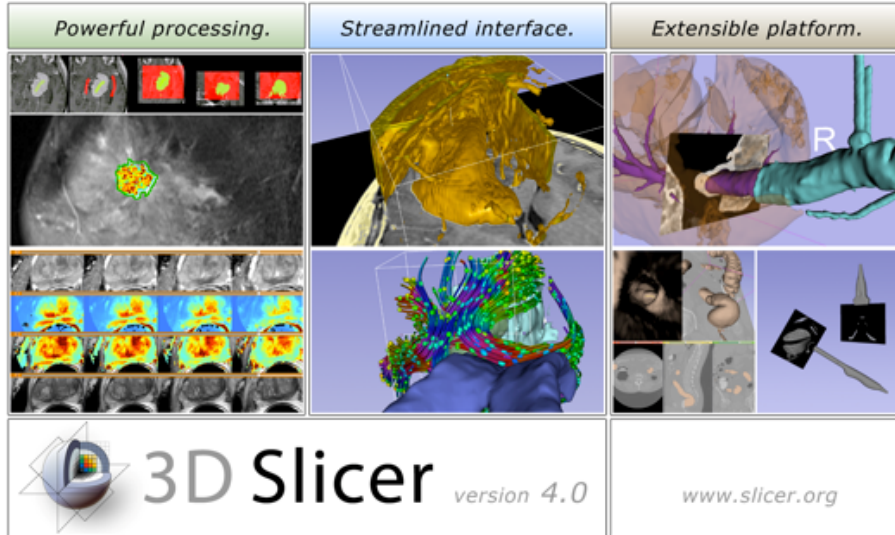 Powerful processing.
Streamlined interface.
Extensible platform.
R
3D Slicer version 4.0
www.slicer.org